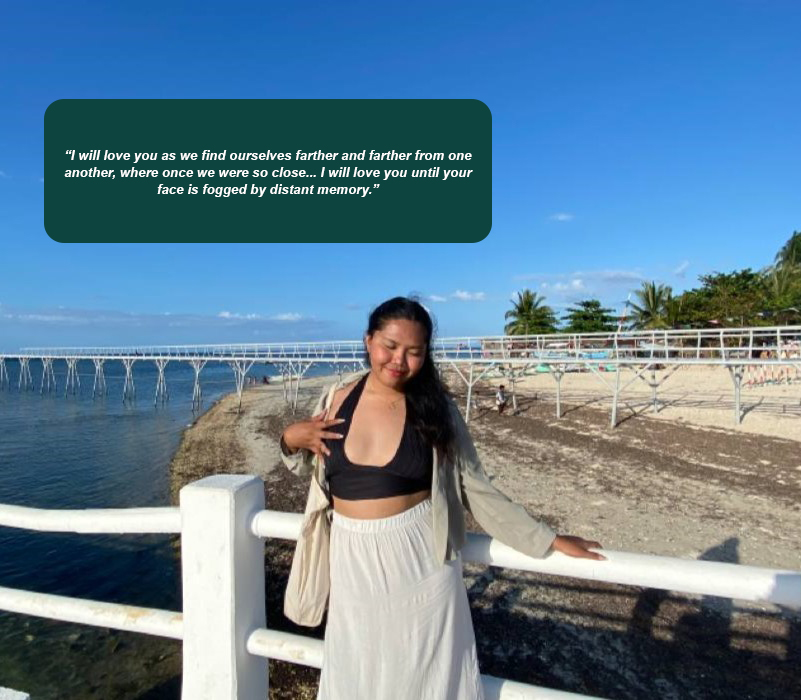 “I will love you as we find ourselves farther and farther from one
another, where once we were so close... I will love you until your
face is fogged by distant memory.”